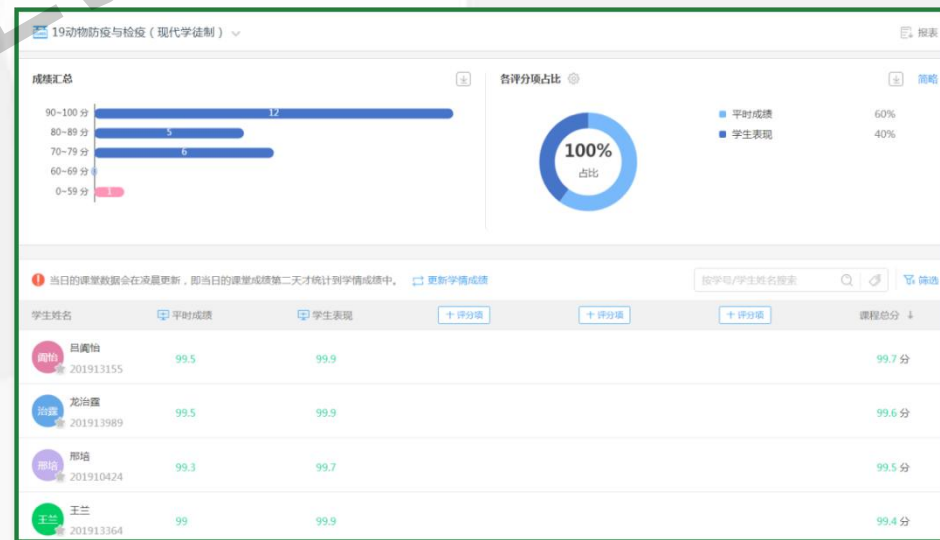 19动物防疫与检疫（现代学徒制）
报表
成绩汇总
各评分项占比
简略
90~100 分 12
80~89 分 5
70~79 分 6
60~69 分
0~59 分 1
100%
占比
平时成绩 60%
学生表现 40%
当日的课堂数据会在凌晨更新，即当日的课堂成绩第二天才统计到学情成绩中。 更新学情成绩
按学号/学生姓名搜索
筛选
学生姓名 平时成绩 学生表现 十 评分项 十 评分项 十 评分项 课程总分 ↓
阖怡 吕阖怡
201913155 99.5 99.9 99.7 分
治露 龙治露
201913989 99.5 99.9 99.6 分
邢培 邢培
201910424 99.3 99.7 99.5 分
王兰 王兰
201913364 99 99.9 99.4 分